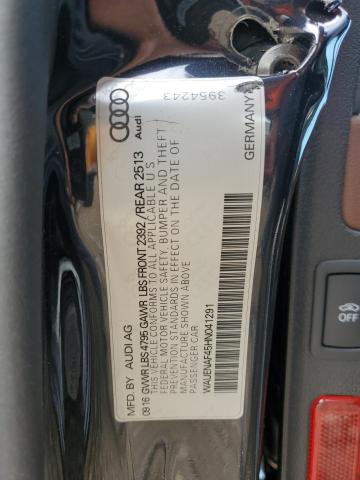 Audi
3954243
GERMANY
MFD. BY AUDI AG
09 16 GVWR LBS 4795 GAWR LBS FRONT 2392 / REAR 2513
THIS VEHICLE CONFORMS TO ALL APPLICABLE U S
FEDERAL MOTOR VEHICLE SAFETY, BUMPER AND THEFT
PREVENTION STANDARDS IN EFFECT ON THE DATE OF
MANUFACTURE SHOWN ABOVE
PASSENGER CAR
WAUENAF45HN041291
OFF